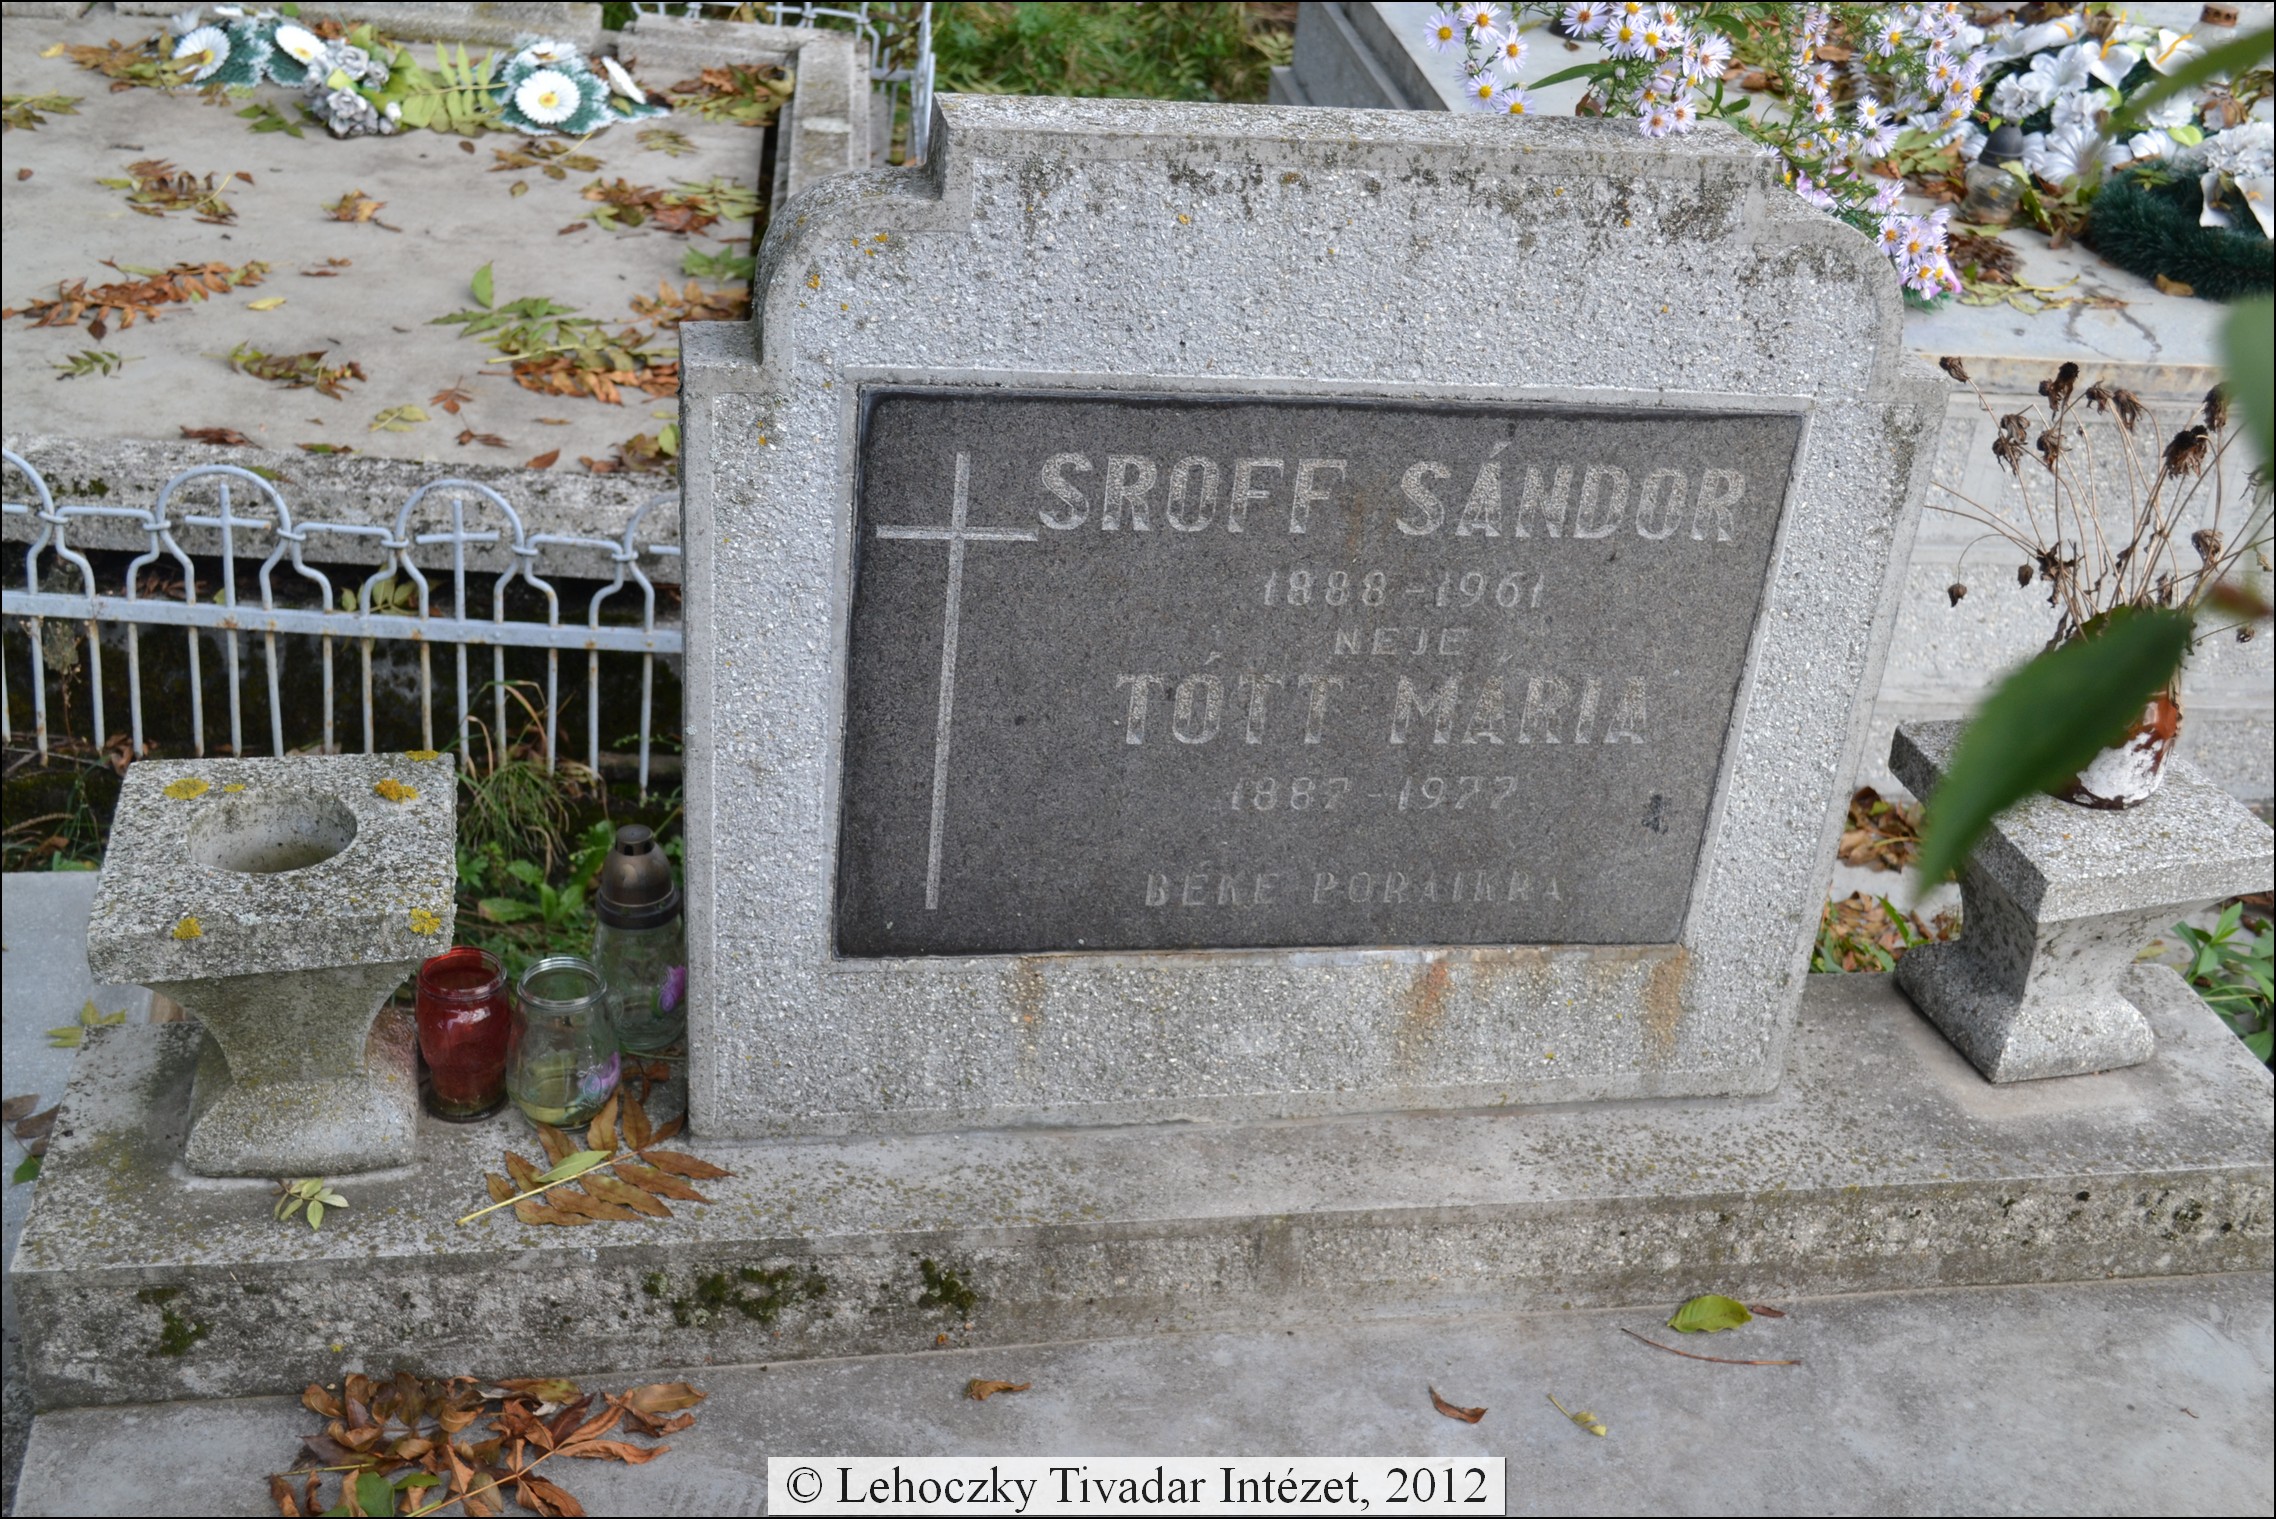 SROFF SÁNDOR
1888-1961
NEJE
TÓTT MÁRIA
1887-1977
BÉKE PORAIKRA
© Lehoczky Tivadar Intézet, 2012